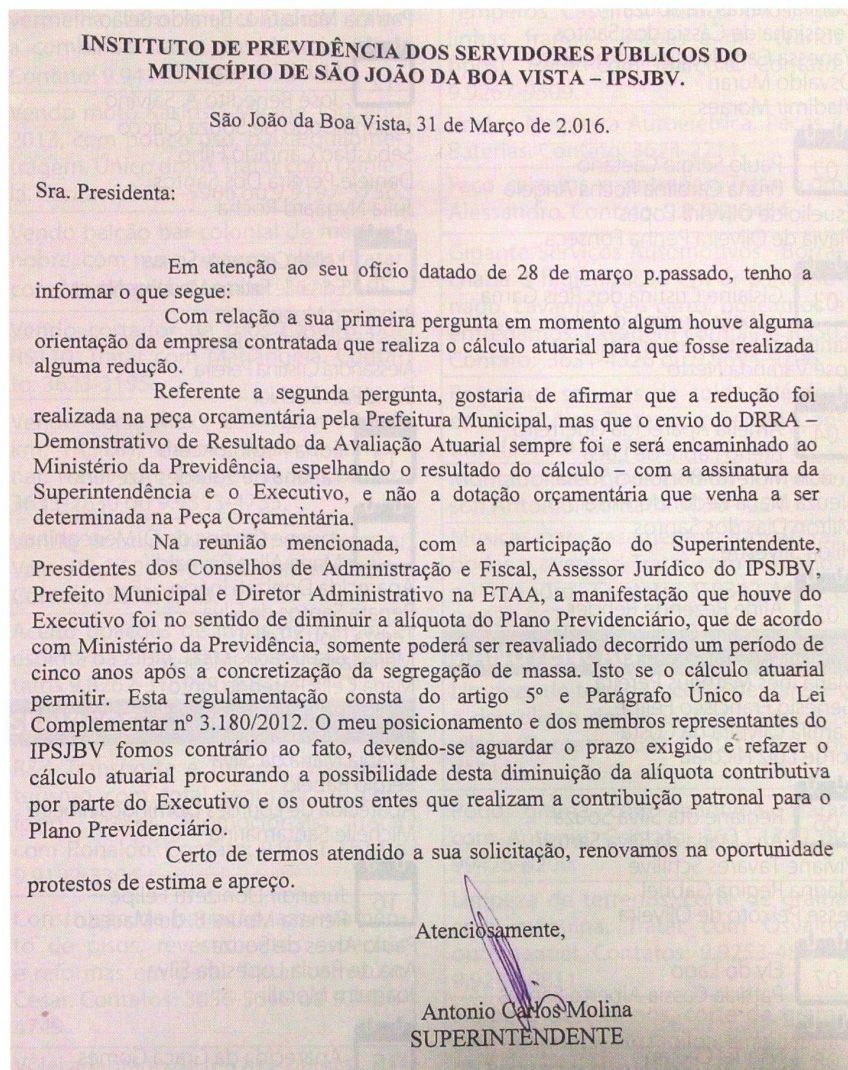 INSTITUTO DE PREVIDÊNCIA DOS SERVIDORES PÚBLICOS DO
MUNICÍPIO DE SÃO JOÃO DA BOA VISTA – IPSJBV.
São João da Boa Vista, 31 de Março de 2.016.
Sra. Presidenta:
Em atenção ao seu ofício datado de 28 de março p.passado, tenho a
informar o que segue:
Com relação a sua primeira pergunta em momento algum houve alguma
orientação da empresa contratada que realiza o cálculo atuarial para que fosse realizada
alguma redução.
Referente a segunda pergunta, gostaria de afirmar que a redução foi
realizada na peça orçamentária pela Prefeitura Municipal, mas que o envio do DRRA –
Demonstrativo de Resultado da Avaliação Atuarial sempre foi e será encaminhado ao
Ministério da Previdência, espelhando o resultado do cálculo – com a assinatura da
Superintendência e o Executivo, e não a dotação orçamentária que venha a ser
determinada na Peça Orçamentária.
Na reunião mencionada, com a participação do Superintendente,
Presidentes dos Conselhos de Administração e Fiscal, Assessor Jurídico do IPSJBV,
Prefeito Municipal e Diretor Administrativo na ETAA, a manifestação que houve do
Executivo foi no sentido de diminuir a alíquota do Plano Previdenciário, que de acordo
com Ministério da Previdência, somente poderá ser reavaliado decorrido um período de
cinco anos após a concretização da segregação de massa. Isto se o cálculo atuarial
permitir. Esta regulamentação consta do artigo 5º e Parágrafo Único da Lei
Complementar nº 3.180/2012. O meu posicionamento e dos membros representantes do
IPSJBV fomos contrário ao fato, devendo-se aguardar o prazo exigido e refazer o
cálculo atuarial procurando a possibilidade desta diminuição da alíquota contributiva
por parte do Executivo e os outros entes que realizam a contribuição patronal para o
Plano Previdenciário.
Certo de termos atendido a sua solicitação, renovamos na oportunidade
protestos de estima e apreço.
Atenciosamente,
Antonio Carlos Molina
SUPERINTENDENTE